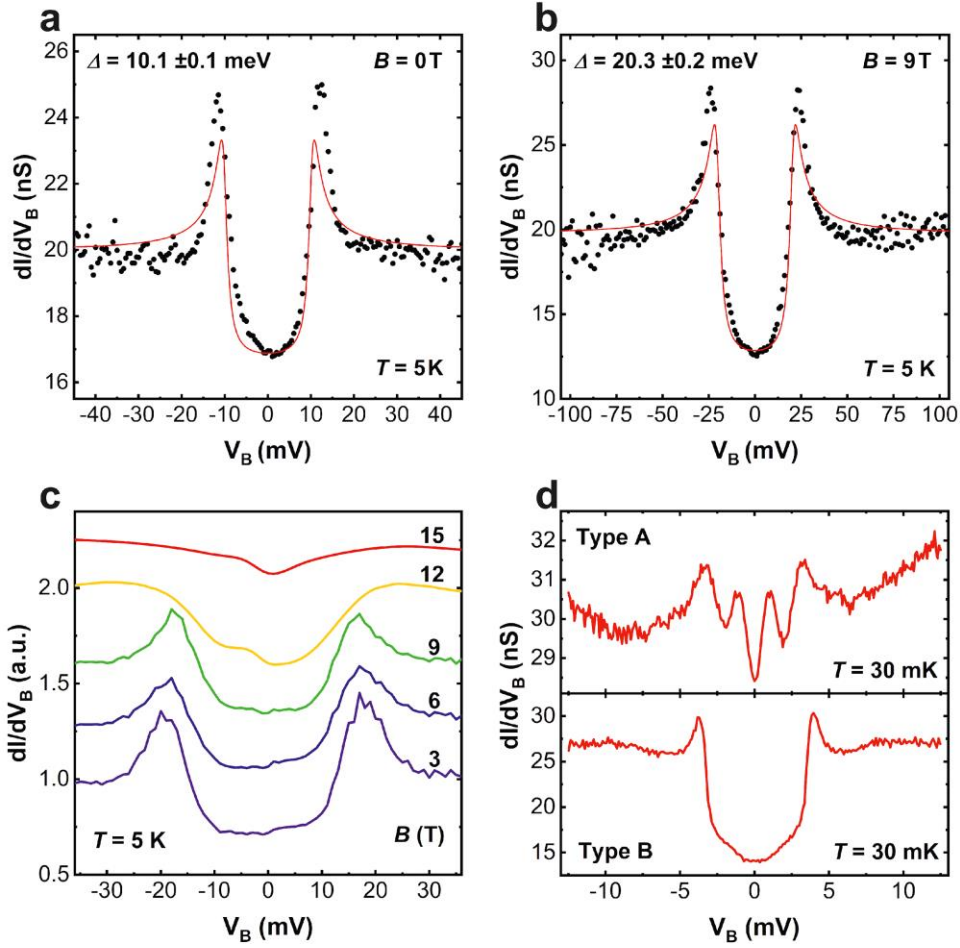 a
Δ = 10.1 ±0.1 meV
B = 0 T
26
24
22
20
18
16
dI/dV_B (nS)
T = 5 K
-40 -30 -20 -10 0 10 20 30 40
V_B (mV)
b
Δ = 20.3 ±0.2 meV
B = 9 T
30
25
20
15
10
dI/dV_B (nS)
T = 5 K
-100 -75 -50 -25 0 25 50 75 100
V_B (mV)
c
15
12
9
6
3
2.0
1.5
1.0
0.5
dI/dV_B (a.u.)
T = 5 K
B (T)
-30 -20 -10 0 10 20 30
V_B (mV)
d
Type A
32
31
30
29
28
T = 30 mK
dI/dV_B (nS)
30
25
20
15
Type B
T = 30 mK
-10 -5 0 5 10
V_B (mV)